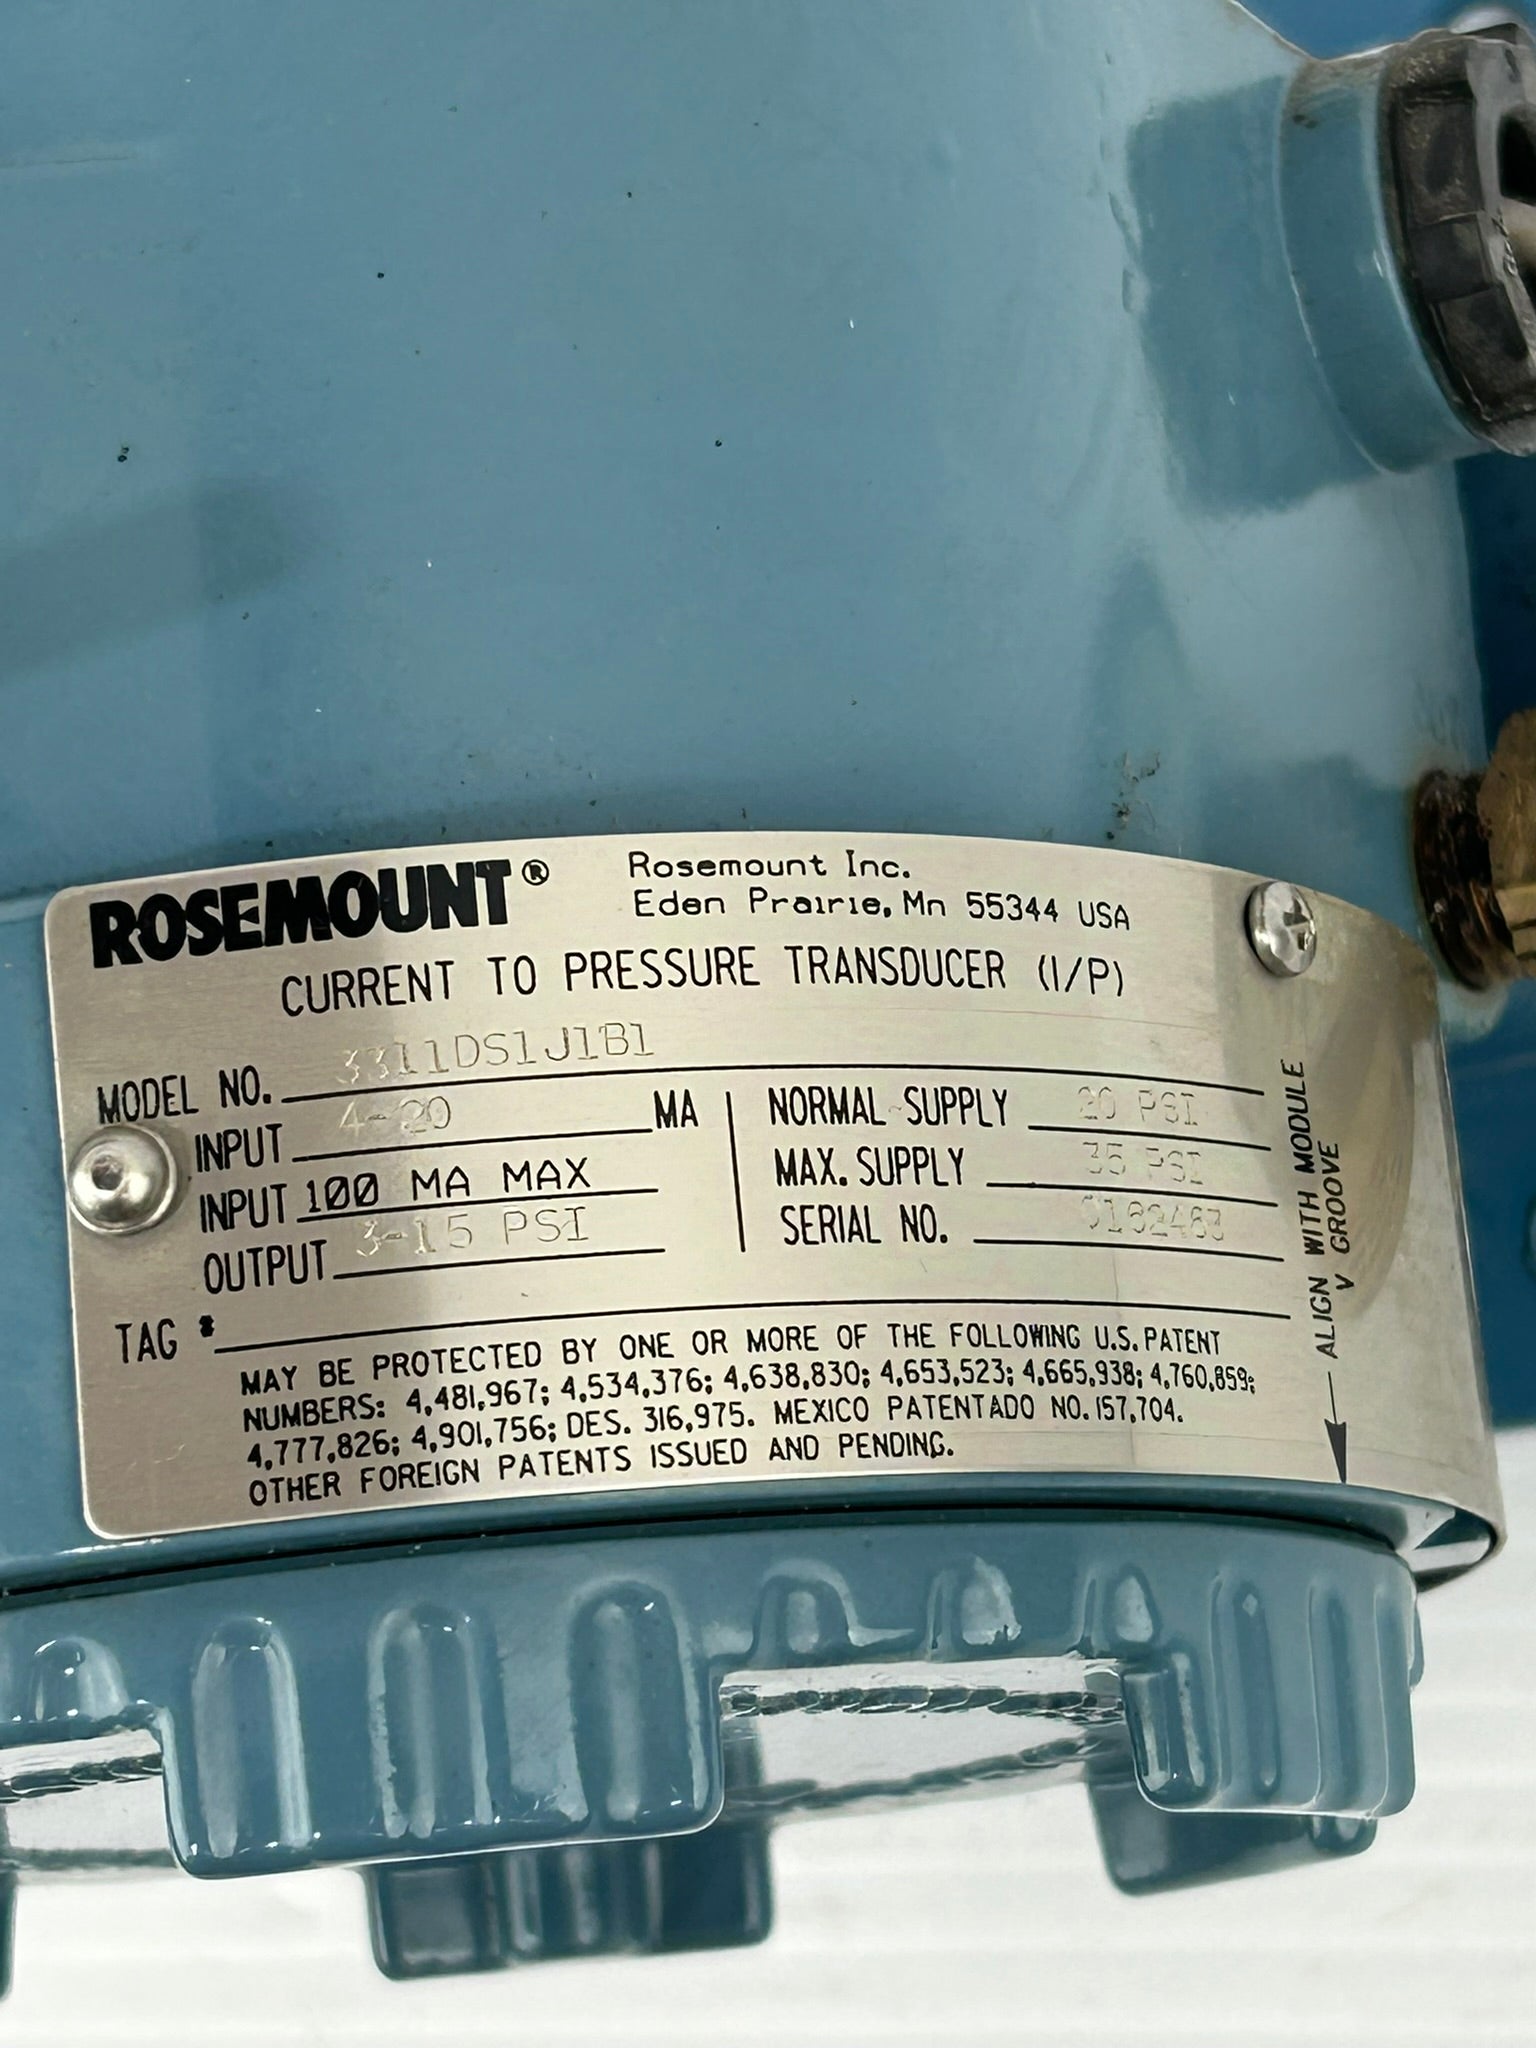 ROSEMOUNT® Rosemount Inc.
Eden Prairie, Mn 55344 USA
CURRENT TO PRESSURE TRANSDUCER (I/P)
MODEL NO. 3311DS1J1B1
INPUT 4-20 MA
INPUT 100 MA MAX
OUTPUT 3-15 PSI
NORMAL SUPPLY 20 PSI
MAX. SUPPLY 35 PSI
SERIAL NO.
TAG
MAY BE PROTECTED BY ONE OR MORE OF THE FOLLOWING U.S. PATENT
NUMBERS: 4,481,967; 4,534,376; 4,638,830; 4,653,523; 4,665,938; 4,760,859;
4,777,826; 4,901,756; DES. 316,975. MEXICO PATENTADO NO. 157,704.
OTHER FOREIGN PATENTS ISSUED AND PENDING.
ALIGN WITH MODULE
V GROOVE